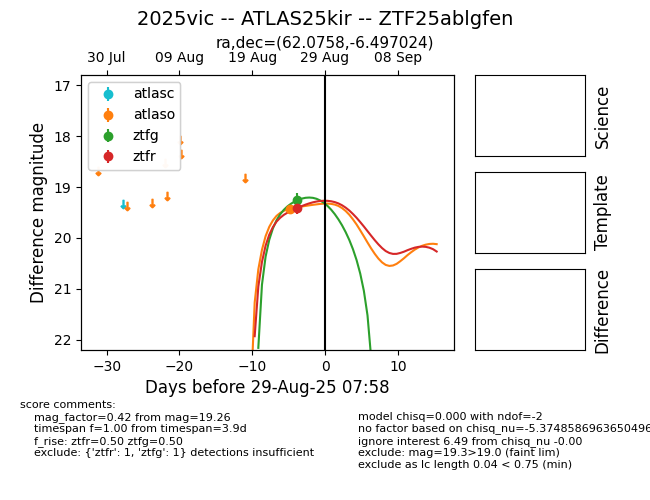 2025vic -- ATLAS25kir -- ZTF25ablgfen
ra,dec=(62.0758,-6.497024)
30 Jul 09 Aug 19 Aug 29 Aug 08 Sep
17
18
19
20
21
22
Difference magnitude
atlasc
atlaso
ztfg
ztfr
−30 −20 −10 0 10
Days before 29-Aug-25 07:58
Science
Template
Difference
score comments:
mag_factor=0.42 from mag=19.26
timespan f=1.00 from timespan=3.9d
f_rise: ztfr=0.50 ztfg=0.50
exclude: {'ztfr': 1, 'ztfg': 1} detections insufficient
model chisq=0.000 with ndof=-2
no factor based on chisq_nu=-5.3748586963650496
ignore interest 6.49 from chisq_nu -0.00
exclude: mag=19.3>19.0 (faint lim)
exclude as lc length 0.04 < 0.75 (min)